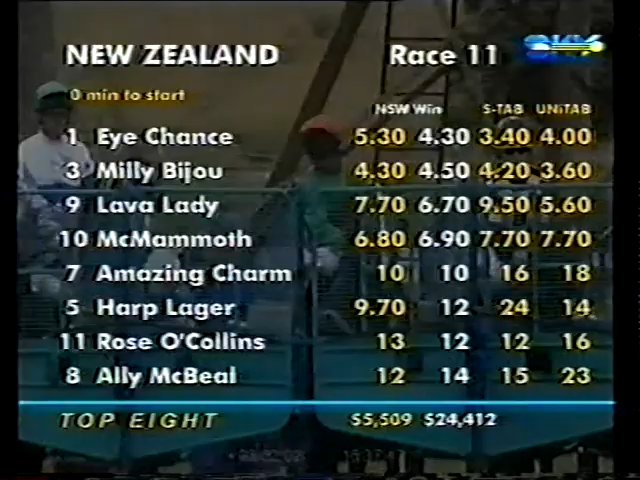 NEW ZEALAND Race 11 SKY
0 min to start
NSW Win S-TAB UNiTAB
1 Eye Chance 5.30 4.30 3.40 4.00
3 Milly Bijou 4.30 4.50 4.20 3.60
9 Lava Lady 7.70 6.70 9.50 5.60
10 McMammoth 6.80 6.90 7.70 7.70
7 Amazing Charm 10 10 16 18
5 Harp Lager 9.70 12 24 14
11 Rose O'Collins 13 12 12 16
8 Ally McBeal 12 14 15 23
TOP EIGHT $5,509 $24,412